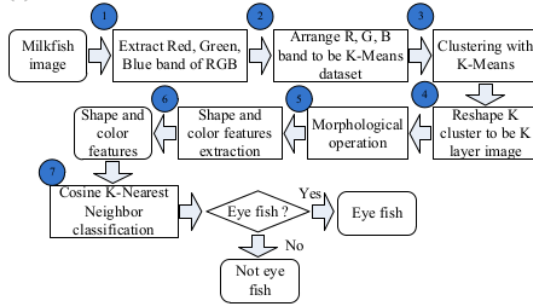 1
2
3
Milkfish
image
Extract Red, Green,
Blue band of RGB
Arrange R, G, B
band to be K-Means
dataset
Clustering with
K-Means
6
5
4
Shape and
color
features
Shape and
color features
extraction
Morphological
operation
Reshape K
cluster to be K
layer image
7
Cosine K-Nearest
Neighbor
classification
Eye fish ?
Yes
Eye fish
No
Not eye
fish